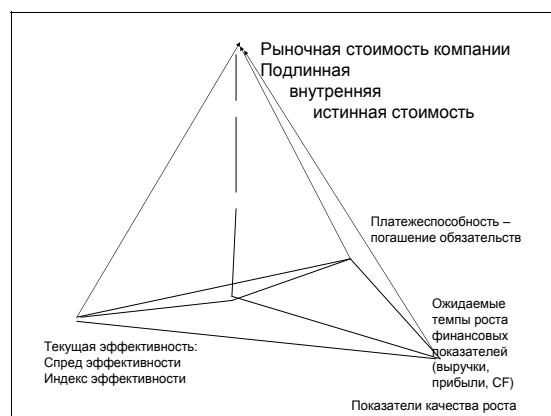 Рыночная стоимость компании
Подлинная
внутренняя
истинная стоимость
Платежеспособность –
погашение обязательств
Ожидаемые
темпы роста
финансовых
показателей
(выручки,
прибыли, CF)
Текущая эффективность:
Спред эффективности
Индекс эффективности
Показатели качества роста